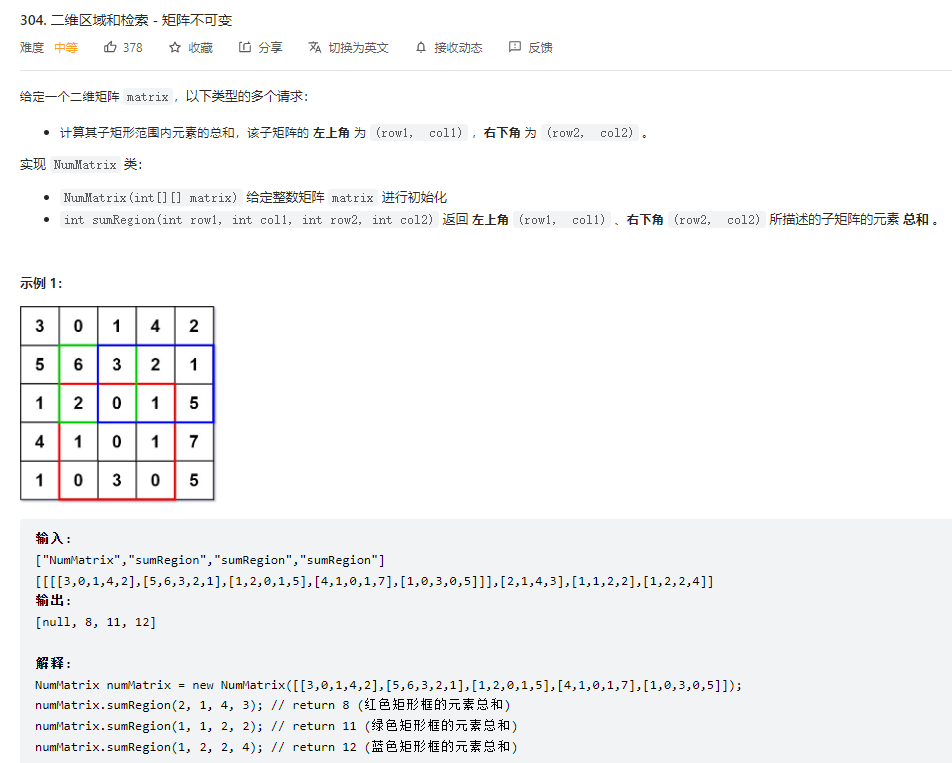 304. 二维区域和检索 - 矩阵不可变
难度 中等 378 收藏 分享 切换为英文 接收动态 反馈
给定一个二维矩阵 matrix，以下类型的多个请求：
计算其子矩形范围内元素的总和，该子矩阵的 左上角 为 (row1, col1) ，右下角 为 (row2, col2) 。
实现 NumMatrix 类：
NumMatrix(int[][] matrix) 给定整数矩阵 matrix 进行初始化
int sumRegion(int row1, int col1, int row2, int col2) 返回 左上角 (row1, col1) 、右下角 (row2, col2) 所描述的子矩阵的元素 总和 。
示例 1：
3 0 1 4 2
5 6 3 2 1
1 2 0 1 5
4 1 0 1 7
1 0 3 0 5
输入:
["NumMatrix","sumRegion","sumRegion","sumRegion"]
[[[[3,0,1,4,2],[5,6,3,2,1],[1,2,0,1,5],[4,1,0,1,7],[1,0,3,0,5]]],[2,1,4,3],[1,1,2,2],[1,2,2,4]]
输出:
[null, 8, 11, 12]
解释:
NumMatrix numMatrix = new NumMatrix([[3,0,1,4,2],[5,6,3,2,1],[1,2,0,1,5],[4,1,0,1,7],[1,0,3,0,5]]);
numMatrix.sumRegion(2, 1, 4, 3); // return 8 (红色矩形框的元素总和)
numMatrix.sumRegion(1, 1, 2, 2); // return 11 (绿色矩形框的元素总和)
numMatrix.sumRegion(1, 2, 2, 4); // return 12 (蓝色矩形框的元素总和)